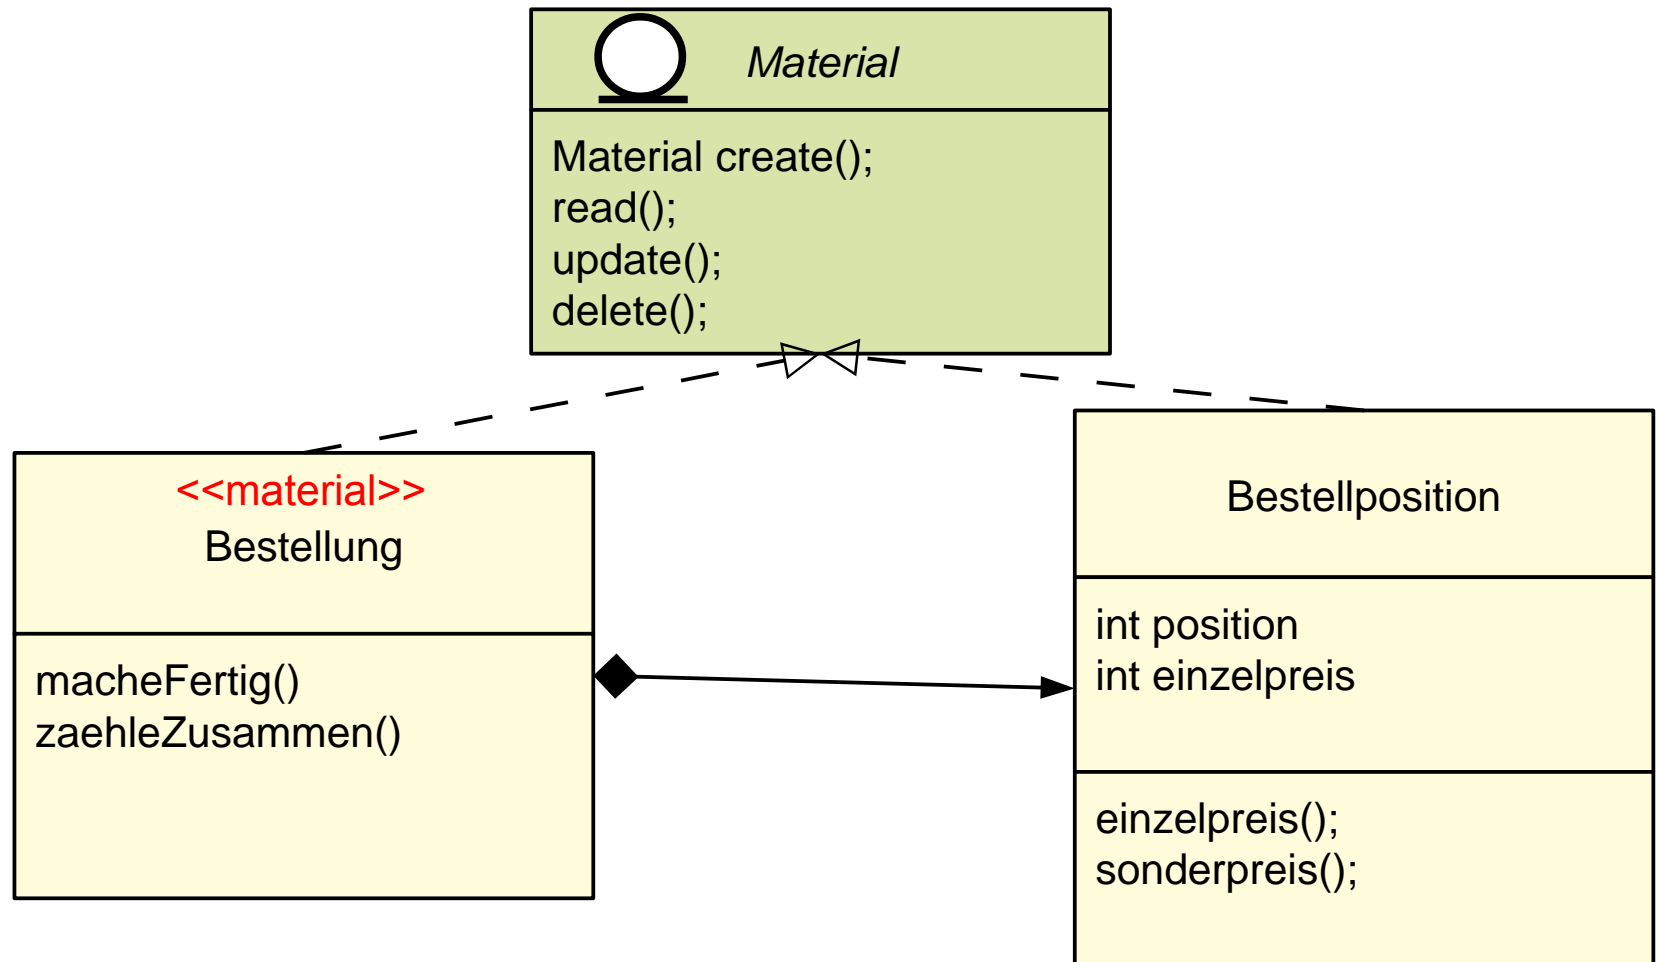 Material
Material create();
read();
update();
delete();
<<material>>
Bestellung
macheFertig()
zaehleZusammen()
Bestellposition
int position
int einzelpreis
einzelpreis();
sonderpreis();